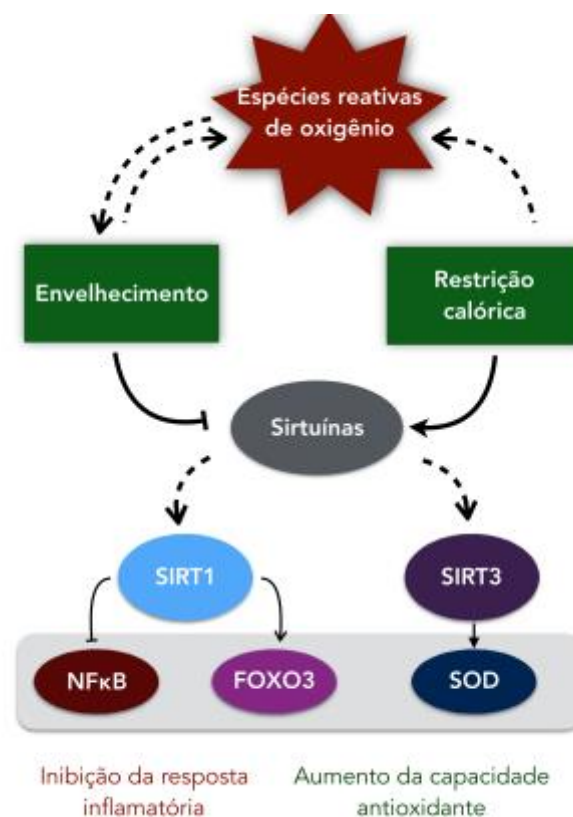 Espécies reativas
de oxigênio
Envelhecimento
Restrição
calórica
Sirtuínas
SIRT1
SIRT3
NFκB
FOXO3
SOD
Inibição da resposta
inflamatória
Aumento da capacidade
antioxidante